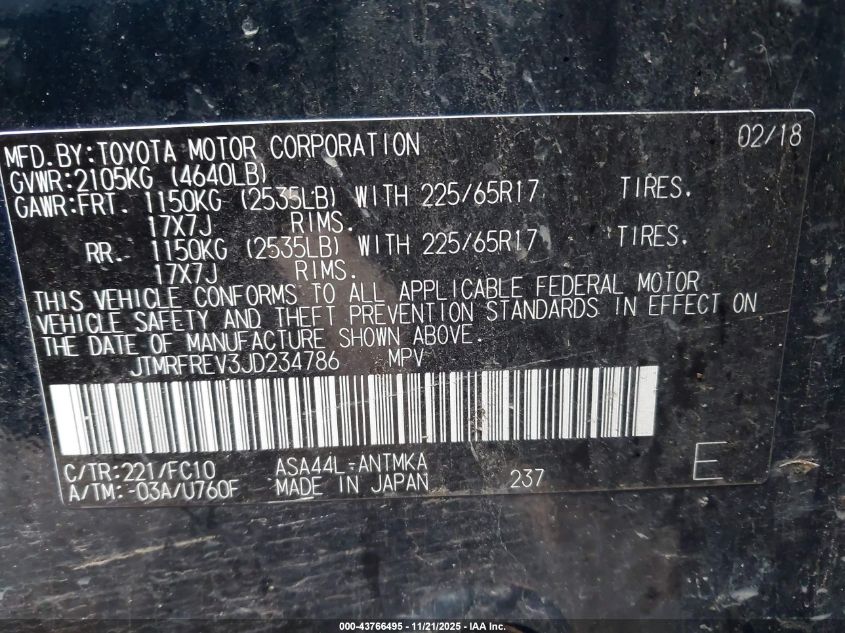 MFD.BY:TOYOTA MOTOR CORPORATION 02/18
GVWR:2105KG (4640LB)
GAWR:FRT. 1150KG (2535LB) WITH 225/65R17 TIRES.
17X7J RIMS.
RR. 1150KG (2535LB) WITH 225/65R17 TIRES.
17X7J RIMS.
THIS VEHICLE CONFORMS TO ALL APPLICABLE FEDERAL MOTOR
VEHICLE SAFETY AND THEFT PREVENTION STANDARDS IN EFFECT ON
THE DATE OF MANUFACTURE SHOWN ABOVE.
JTMRFREV3JD234786 MPV
C/TR:221/FC10 ASA44L-ANTMKA
A/TM:-03A/U760F MADE IN JAPAN 237 E
000-43766495 - 11/21/2025 - IAA Inc.